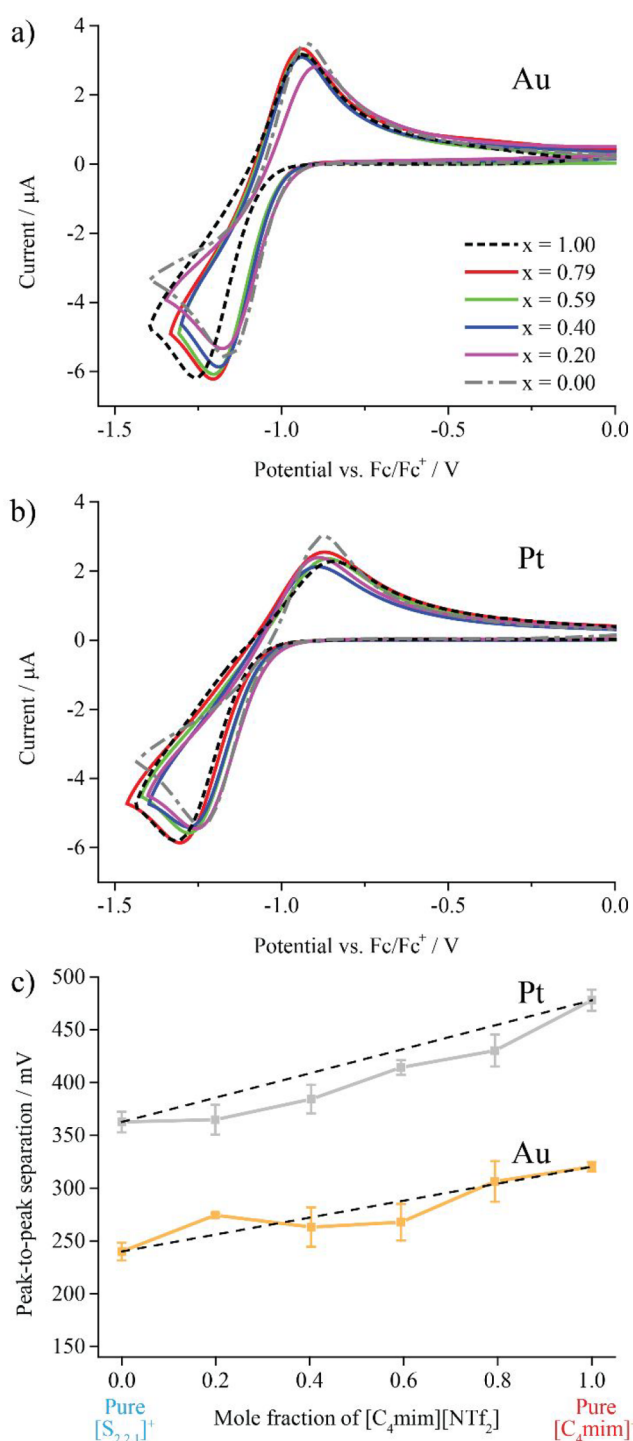 a)
Au
4
2
0
-2
-4
-6
Current / µA
x = 1.00
x = 0.79
x = 0.59
x = 0.40
x = 0.20
x = 0.00
-1.5 -1.0 -0.5 0.0
Potential vs. Fc/Fc⁺ / V
b)
Pt
4
2
0
-2
-4
-6
Current / µA
-1.5 -1.0 -0.5 0.0
Potential vs. Fc/Fc⁺ / V
c)
Pt
Au
500
450
400
350
300
250
200
150
Peak-to-peak separation / mV
0.0 0.2 0.4 0.6 0.8 1.0
Pure
[S₂.₂.₁]⁺
Mole fraction of [C₄mim][NTf₂]
Pure
[C₄mim]⁺